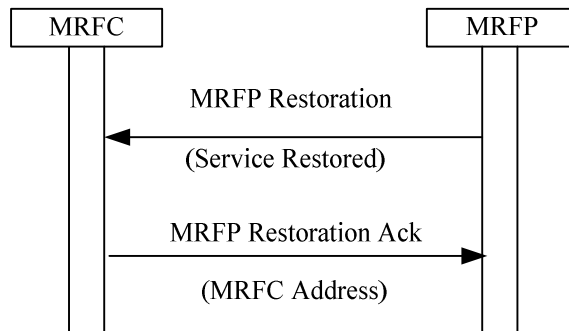 MRFC
MRFP
MRFP Restoration
(Service Restored)
MRFP Restoration Ack
(MRFC Address)